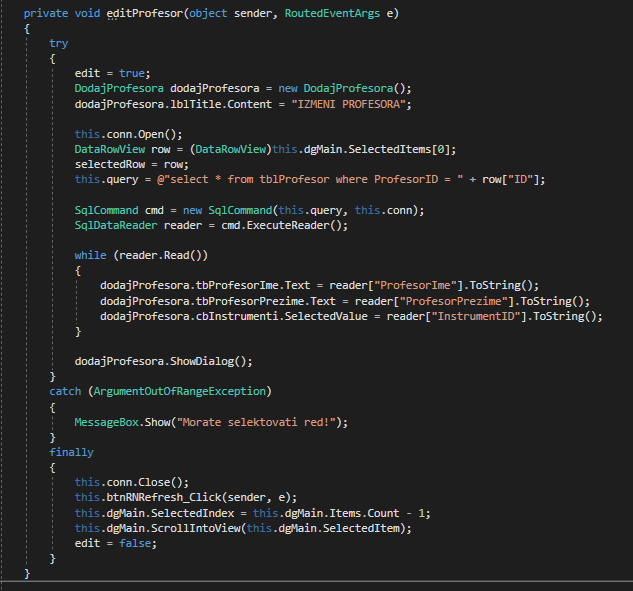 private void editProfesor(object sender, RoutedEventArgs e)
{
    try
    {
        edit = true;
        DodajProfesora dodajProfesora = new DodajProfesora();
        dodajProfesora.lblTitle.Content = "IZMENI PROFESORA";

        this.conn.Open();
        DataRowView row = (DataRowView)this.dgMain.SelectedItems[0];
        selectedRow = row;
        this.query = @"select * from tblProfesor where ProfesorID = " + row["ID"];

        SqlCommand cmd = new SqlCommand(this.query, this.conn);
        SqlDataReader reader = cmd.ExecuteReader();

        while (reader.Read())
        {
            dodajProfesora.tbProfesorIme.Text = reader["ProfesorIme"].ToString();
            dodajProfesora.tbProfesorPrezime.Text = reader["ProfesorPrezime"].ToString();
            dodajProfesora.cbInstrumenti.SelectedValue = reader["InstrumentID"].ToString();
        }

        dodajProfesora.ShowDialog();
    }
    catch (ArgumentOutOfRangeException)
    {
        MessageBox.Show("Morate selektovati red!");
    }
    finally
    {
        this.conn.Close();
        this.btnRNRefresh_Click(sender, e);
        this.dgMain.SelectedIndex = this.dgMain.Items.Count - 1;
        this.dgMain.ScrollIntoView(this.dgMain.SelectedItem);
        edit = false;
    }
}